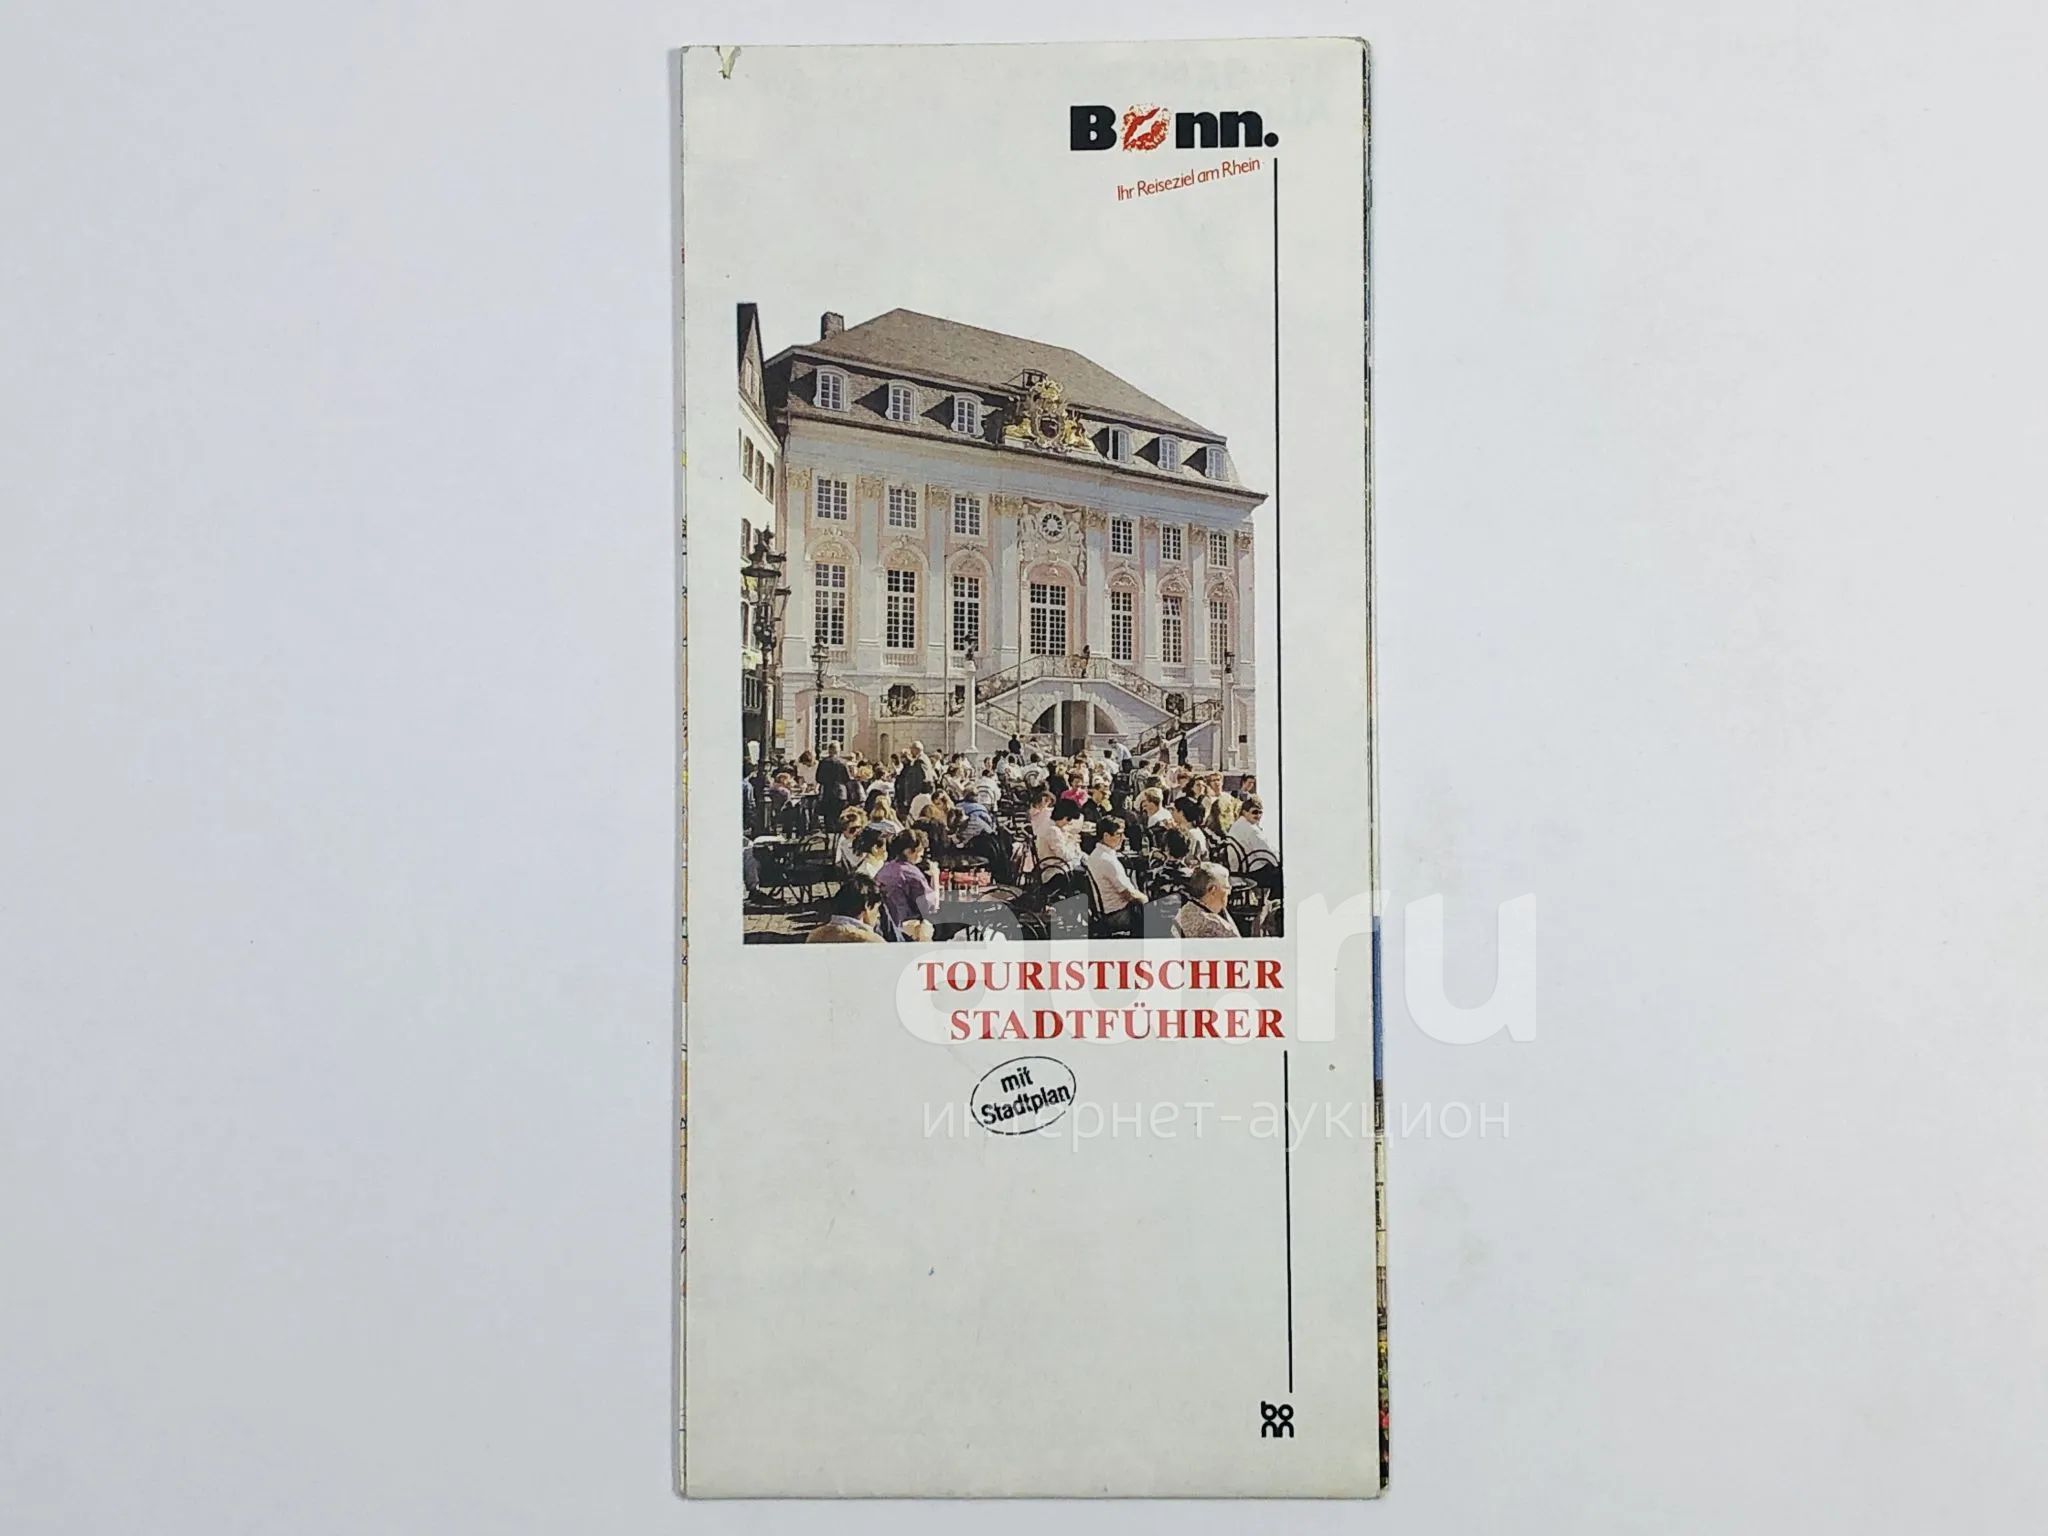 Bonn.
Ihr Reiseziel am Rhein
TOURISTISCHER
STADTFÜHRER
mit
Stadtplan
au.ru
интернет-аукцион
bonn